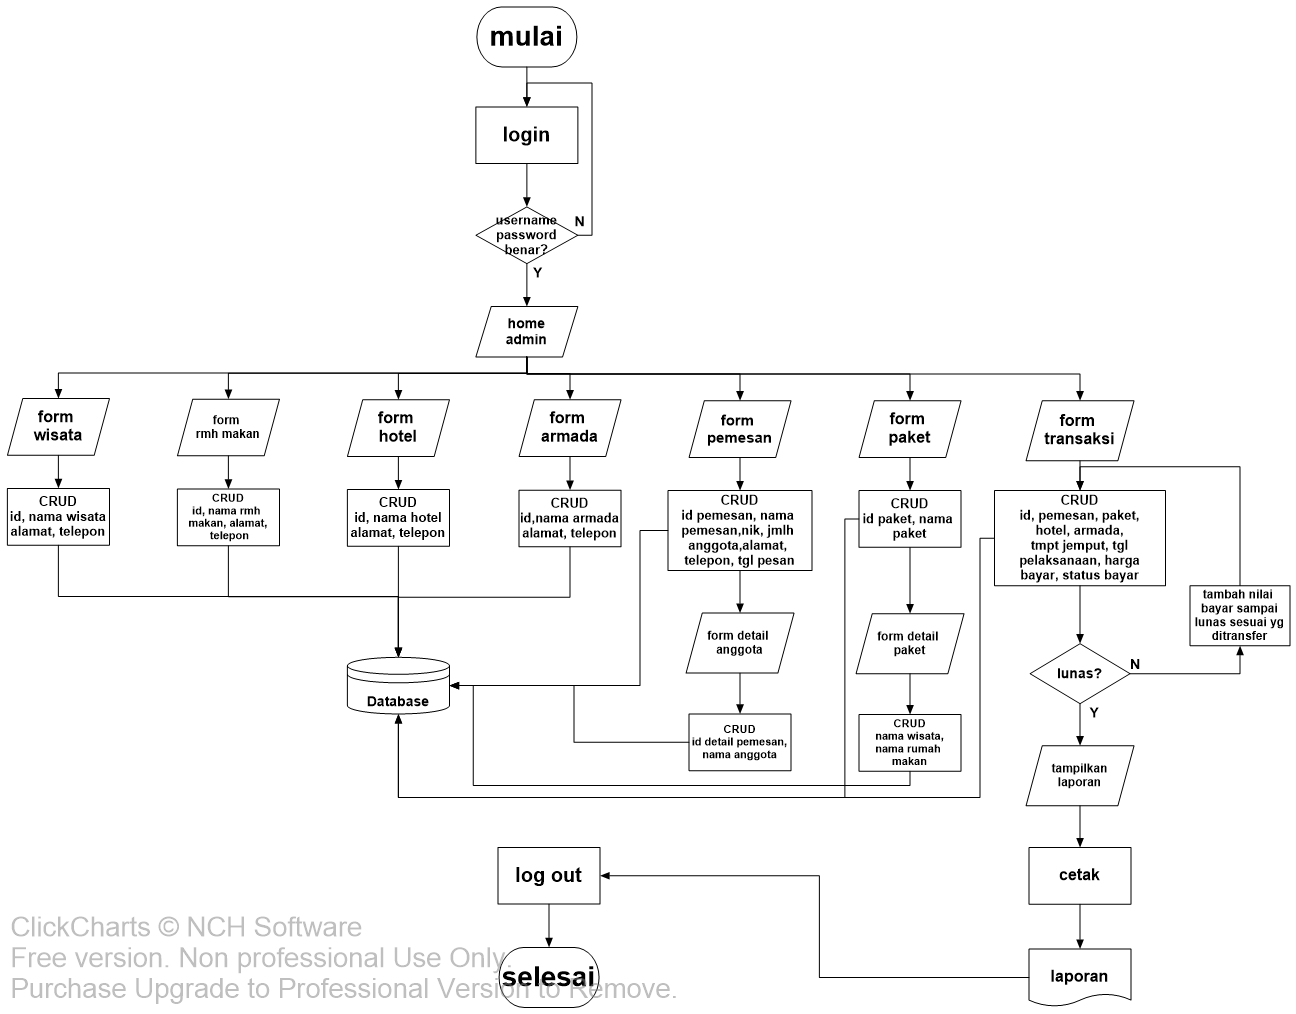 mulai
login
username
password
benar?
N
Y
home
admin
form
wisata
form
rmh makan
form
hotel
form
armada
form
pemesan
form
paket
form
transaksi
CRUD
id, nama wisata
alamat, telepon
CRUD
id, nama rmh
makan, alamat,
telepon
CRUD
id, nama hotel
alamat, telepon
CRUD
id,nama armada
alamat, telepon
CRUD
id pemesan, nama
pemesan,nik, jmlh
anggota,alamat,
telepon, tgl pesan
CRUD
id paket, nama
paket
CRUD
id, pemesan, paket,
hotel, armada,
tmpt jemput, tgl
pelaksanaan, harga
bayar, status bayar
tambah nilai
bayar sampai
lunas sesuai yg
ditransfer
form detail
anggota
form detail
paket
lunas?
N
Y
Database
CRUD
id detail pemesan,
nama anggota
CRUD
nama wisata,
nama rumah
makan
tampilkan
laporan
log out
cetak
selesai
laporan
ClickCharts © NCH Software
Free version. Non professional Use Only.
Purchase Upgrade to Professional Version to Remove.